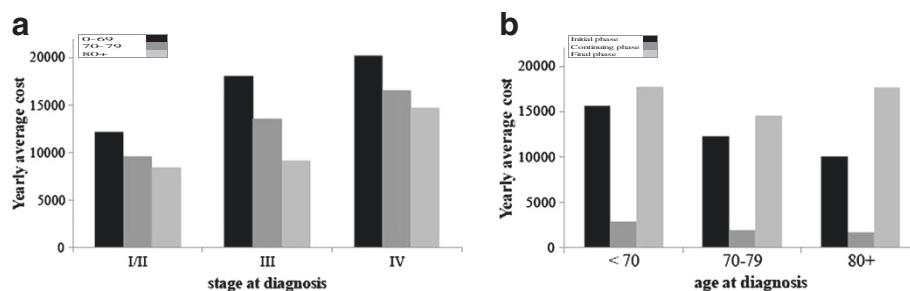 a
0-69
70-79
80+
20000
15000
10000
5000
0
Yearly average cost
I/II
III
IV
stage at diagnosis
b
Initial phase
Continuing phase
Final phase
20000
15000
10000
5000
0
Yearly average cost
< 70
70-79
80+
age at diagnosis